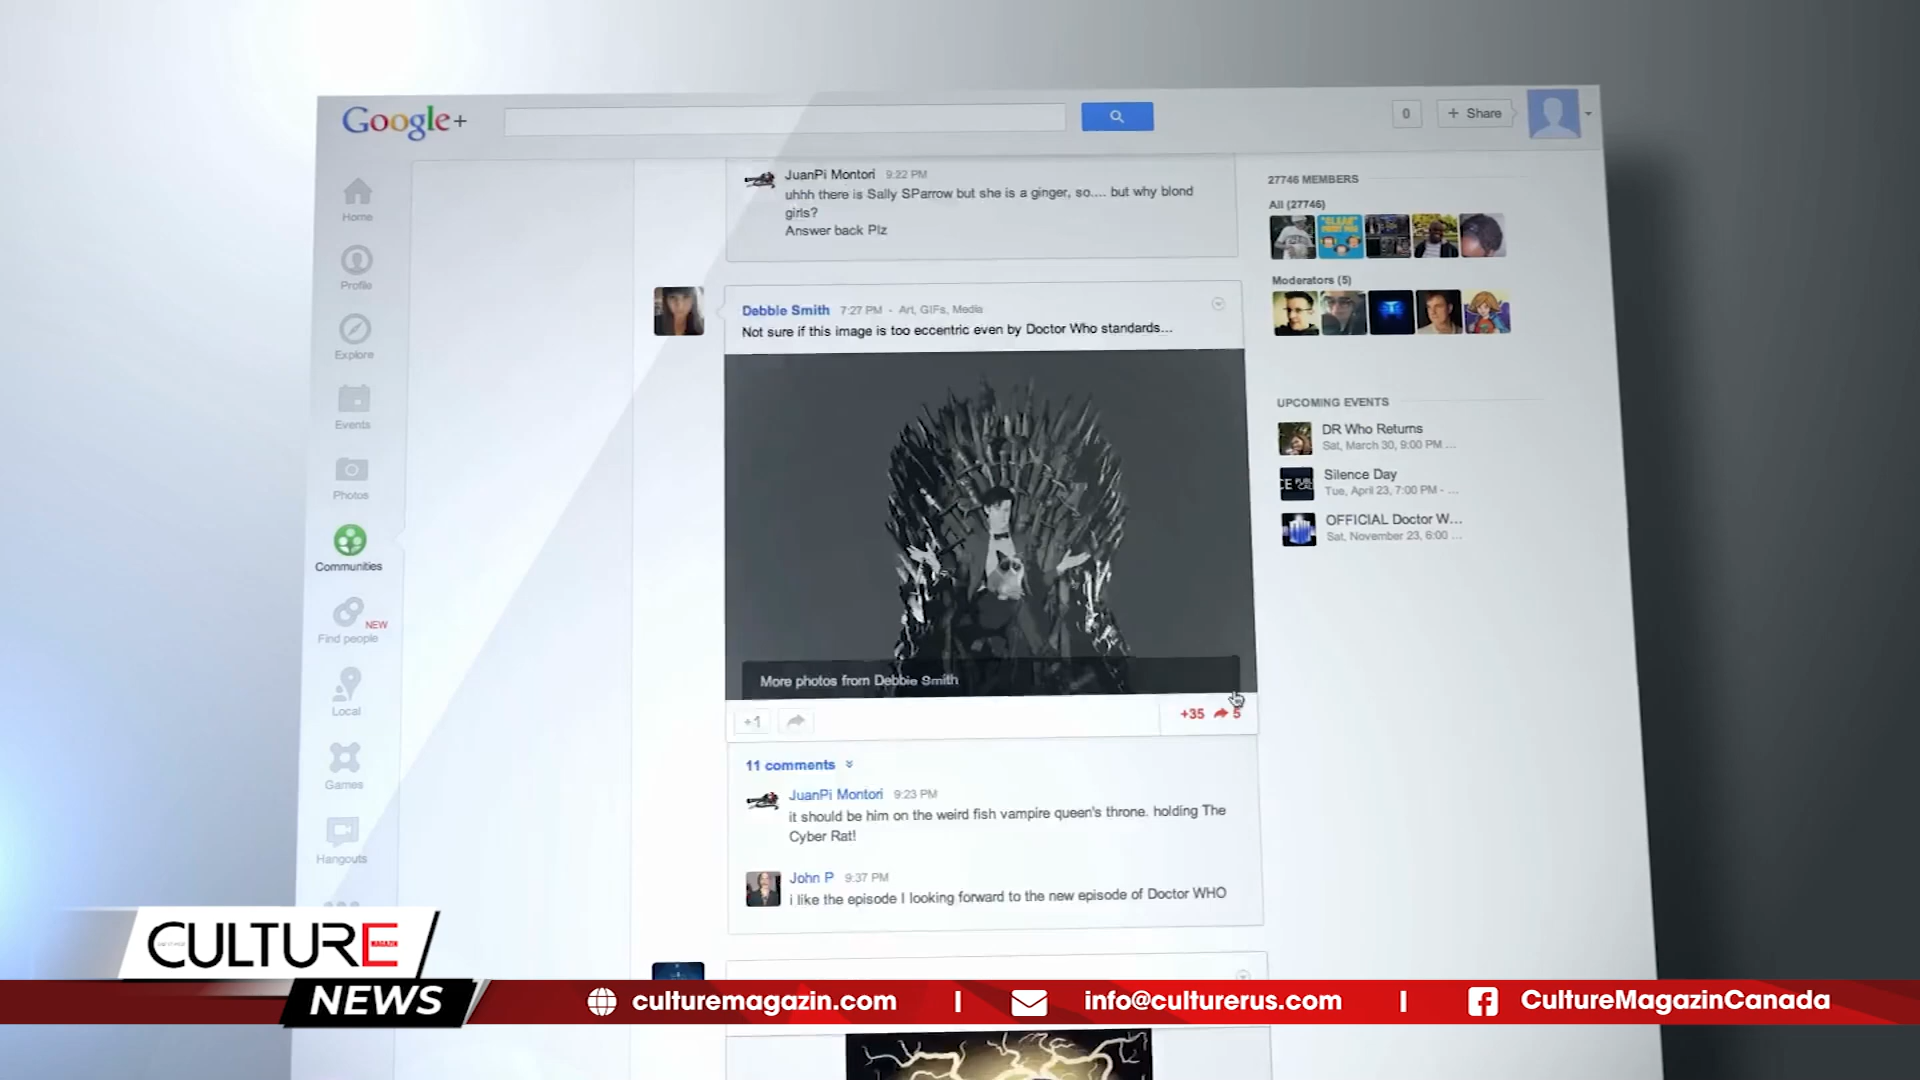 Google+
0
+ Share
Home
Profile
Explore
Events
Photos
Communities
Find people
NEW
Local
Games
Hangouts
JuanPi Montori 9:22 PM
uhhh there is Sally SParrow but she is a ginger, so.... but why blond
girls?
Answer back Plz
Debbie Smith 7:27 PM - Art, GIFs, Media
Not sure if this image is too eccentric even by Doctor Who standards...
More photos from Debbie Smith
+1
+35 5
11 comments
JuanPi Montori 9:23 PM
it should be him on the weird fish vampire queen's throne. holding The
Cyber Rat!
John P 9:37 PM
i like the episode I looking forward to the new episode of Doctor WHO
27746 MEMBERS
All (27746)
Moderators (5)
UPCOMING EVENTS
DR Who Returns
Sat, March 30, 9:00 PM ...
Silence Day
Tue, April 23, 7:00 PM - ...
OFFICIAL Doctor W...
Sat, November 23, 6:00 ...
CULTURE
MAGAZIN
NEWS
culturemagazin.com | info@culturerus.com | CultureMagazinCanada